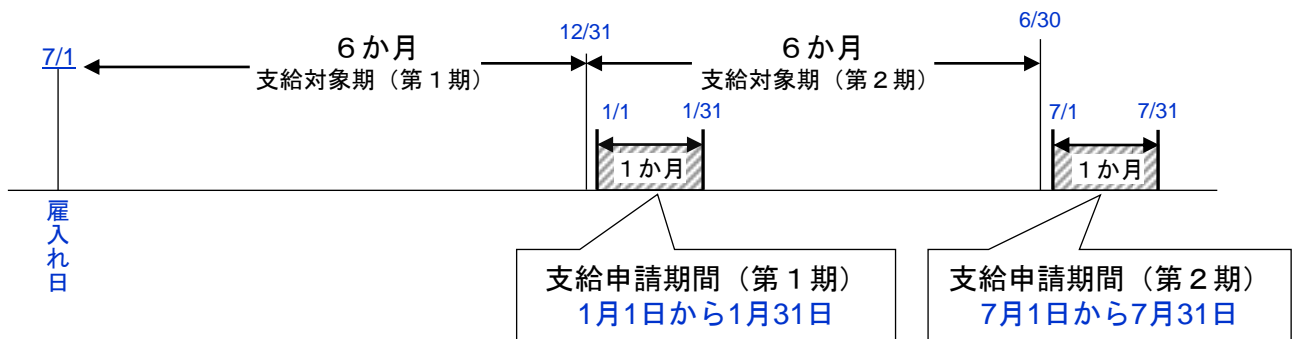 7/1
６か月
支給対象期（第１期）
12/31
６か月
支給対象期（第２期）
6/30
1/1
1/31
7/1
7/31
１か月
１か月
雇入れ日
支給申請期間（第１期）
1月1日から1月31日
支給申請期間（第２期）
7月1日から7月31日